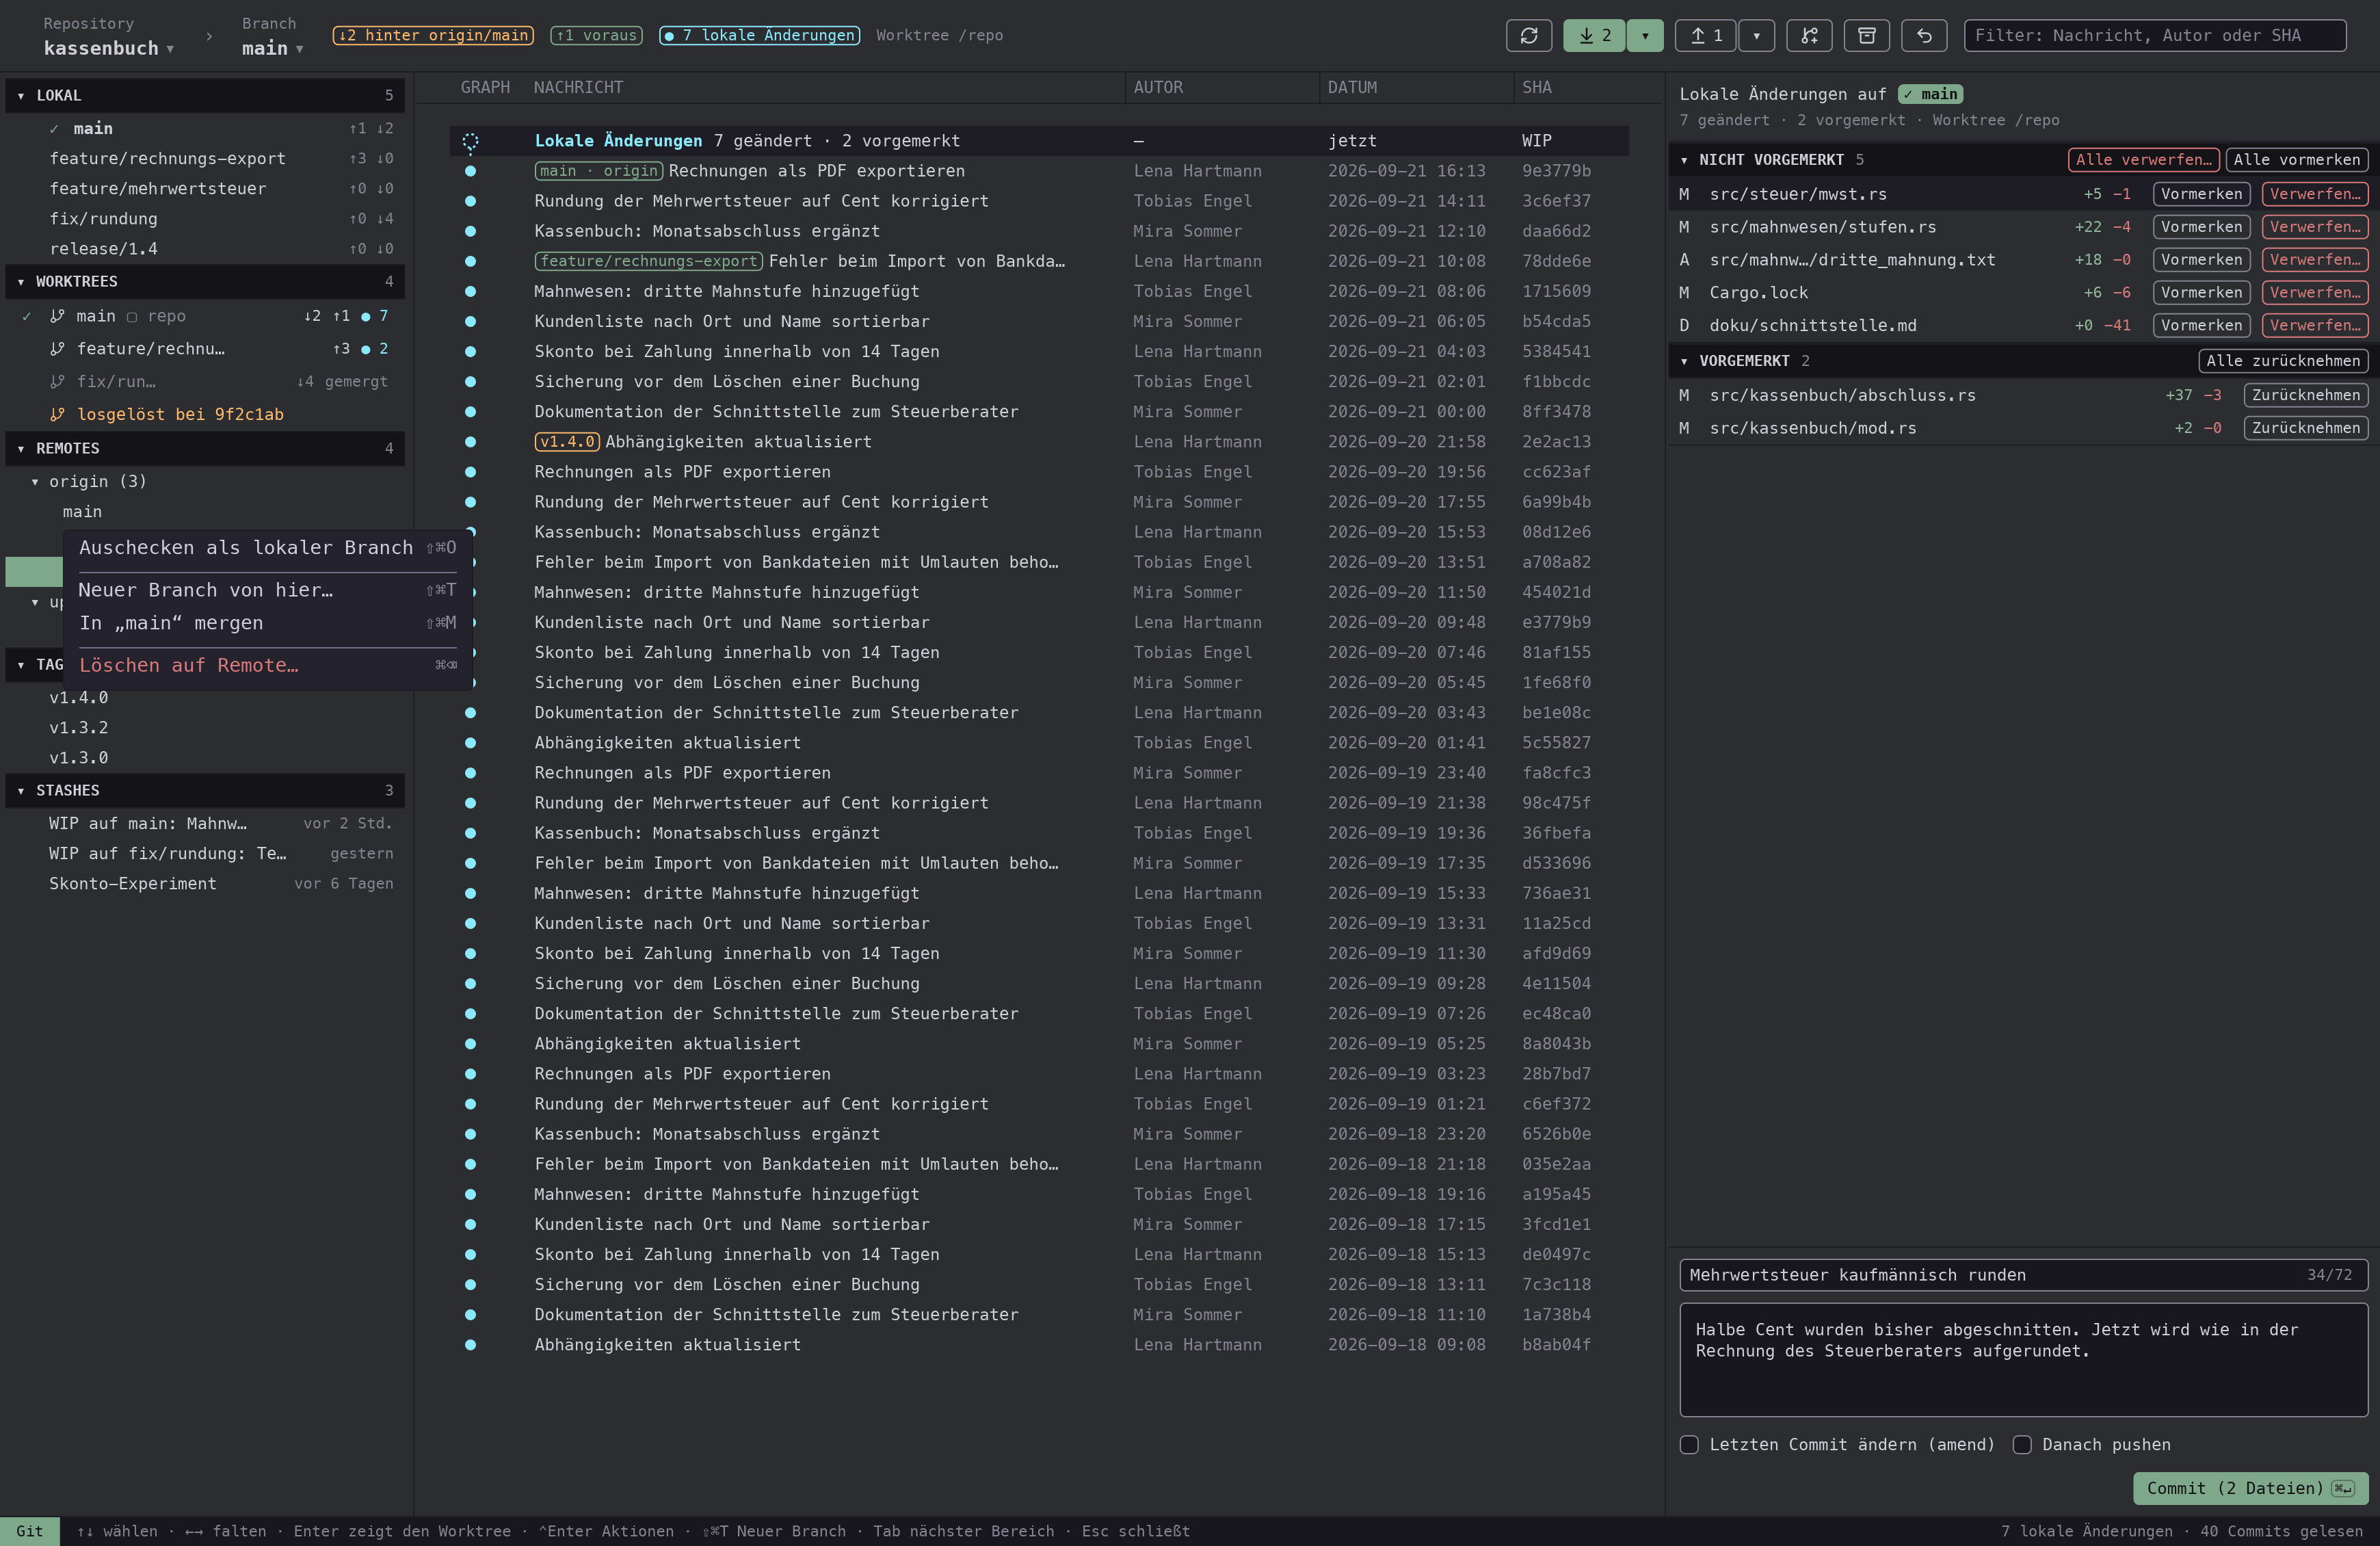 Repository
kassenbuch ▾
›
Branch
main ▾
↓2 hinter origin/main
↑1 voraus
● 7 lokale Änderungen
Worktree /repo
2 ▾
1 ▾
Filter: Nachricht, Autor oder SHA
▾ LOKAL 5
✓ main ↑1 ↓2
feature/rechnungs-export ↑3 ↓0
feature/mehrwertsteuer ↑0 ↓0
fix/rundung ↑0 ↓4
release/1.4 ↑0 ↓0
▾ WORKTREES 4
✓ main ▢ repo ↓2 ↑1 ● 7
feature/rechnu… ↑3 ● 2
fix/run… ↓4 gemergt
losgelöst bei 9f2c1ab
▾ REMOTES 4
▾ origin (3)
main
▾ up
▾ TAG
v1.4.0
v1.3.2
v1.3.0
▾ STASHES 3
WIP auf main: Mahnw… vor 2 Std.
WIP auf fix/rundung: Te… gestern
Skonto-Experiment vor 6 Tagen
Auschecken als lokaler Branch ⇧⌘O
Neuer Branch von hier… ⇧⌘T
In „main“ mergen ⇧⌘M
Löschen auf Remote… ⌘⌫
GRAPH NACHRICHT AUTOR DATUM SHA
Lokale Änderungen 7 geändert · 2 vorgemerkt — jetzt WIP
main · origin Rechnungen als PDF exportieren Lena Hartmann 2026-09-21 16:13 9e3779b
Rundung der Mehrwertsteuer auf Cent korrigiert Tobias Engel 2026-09-21 14:11 3c6ef37
Kassenbuch: Monatsabschluss ergänzt Mira Sommer 2026-09-21 12:10 daa66d2
feature/rechnungs-export Fehler beim Import von Bankda… Lena Hartmann 2026-09-21 10:08 78dde6e
Mahnwesen: dritte Mahnstufe hinzugefügt Tobias Engel 2026-09-21 08:06 1715609
Kundenliste nach Ort und Name sortierbar Mira Sommer 2026-09-21 06:05 b54cda5
Skonto bei Zahlung innerhalb von 14 Tagen Lena Hartmann 2026-09-21 04:03 5384541
Sicherung vor dem Löschen einer Buchung Tobias Engel 2026-09-21 02:01 f1bbcdc
Dokumentation der Schnittstelle zum Steuerberater Mira Sommer 2026-09-21 00:00 8ff3478
v1.4.0 Abhängigkeiten aktualisiert Lena Hartmann 2026-09-20 21:58 2e2ac13
Rechnungen als PDF exportieren Tobias Engel 2026-09-20 19:56 cc623af
Rundung der Mehrwertsteuer auf Cent korrigiert Mira Sommer 2026-09-20 17:55 6a99b4b
Kassenbuch: Monatsabschluss ergänzt Lena Hartmann 2026-09-20 15:53 08d12e6
Fehler beim Import von Bankdateien mit Umlauten beho… Tobias Engel 2026-09-20 13:51 a708a82
Mahnwesen: dritte Mahnstufe hinzugefügt Mira Sommer 2026-09-20 11:50 454021d
Kundenliste nach Ort und Name sortierbar Lena Hartmann 2026-09-20 09:48 e3779b9
Skonto bei Zahlung innerhalb von 14 Tagen Tobias Engel 2026-09-20 07:46 81af155
Sicherung vor dem Löschen einer Buchung Mira Sommer 2026-09-20 05:45 1fe68f0
Dokumentation der Schnittstelle zum Steuerberater Lena Hartmann 2026-09-20 03:43 be1e08c
Abhängigkeiten aktualisiert Tobias Engel 2026-09-20 01:41 5c55827
Rechnungen als PDF exportieren Mira Sommer 2026-09-19 23:40 fa8cfc3
Rundung der Mehrwertsteuer auf Cent korrigiert Lena Hartmann 2026-09-19 21:38 98c475f
Kassenbuch: Monatsabschluss ergänzt Tobias Engel 2026-09-19 19:36 36fbefa
Fehler beim Import von Bankdateien mit Umlauten beho… Mira Sommer 2026-09-19 17:35 d533696
Mahnwesen: dritte Mahnstufe hinzugefügt Lena Hartmann 2026-09-19 15:33 736ae31
Kundenliste nach Ort und Name sortierbar Tobias Engel 2026-09-19 13:31 11a25cd
Skonto bei Zahlung innerhalb von 14 Tagen Mira Sommer 2026-09-19 11:30 afd9d69
Sicherung vor dem Löschen einer Buchung Lena Hartmann 2026-09-19 09:28 4e11504
Dokumentation der Schnittstelle zum Steuerberater Tobias Engel 2026-09-19 07:26 ec48ca0
Abhängigkeiten aktualisiert Mira Sommer 2026-09-19 05:25 8a8043b
Rechnungen als PDF exportieren Lena Hartmann 2026-09-19 03:23 28b7bd7
Rundung der Mehrwertsteuer auf Cent korrigiert Tobias Engel 2026-09-19 01:21 c6ef372
Kassenbuch: Monatsabschluss ergänzt Mira Sommer 2026-09-18 23:20 6526b0e
Fehler beim Import von Bankdateien mit Umlauten beho… Lena Hartmann 2026-09-18 21:18 035e2aa
Mahnwesen: dritte Mahnstufe hinzugefügt Tobias Engel 2026-09-18 19:16 a195a45
Kundenliste nach Ort und Name sortierbar Mira Sommer 2026-09-18 17:15 3fcd1e1
Skonto bei Zahlung innerhalb von 14 Tagen Lena Hartmann 2026-09-18 15:13 de0497c
Sicherung vor dem Löschen einer Buchung Tobias Engel 2026-09-18 13:11 7c3c118
Dokumentation der Schnittstelle zum Steuerberater Mira Sommer 2026-09-18 11:10 1a738b4
Abhängigkeiten aktualisiert Lena Hartmann 2026-09-18 09:08 b8ab04f
Lokale Änderungen auf ✓ main
7 geändert · 2 vorgemerkt · Worktree /repo
▾ NICHT VORGEMERKT 5 Alle verwerfen… Alle vormerken
M src/steuer/mwst.rs +5 −1 Vormerken Verwerfen…
M src/mahnwesen/stufen.rs +22 −4 Vormerken Verwerfen…
A src/mahnw…/dritte_mahnung.txt +18 −0 Vormerken Verwerfen…
M Cargo.lock +6 −6 Vormerken Verwerfen…
D doku/schnittstelle.md +0 −41 Vormerken Verwerfen…
▾ VORGEMERKT 2 Alle zurücknehmen
M src/kassenbuch/abschluss.rs +37 −3 Zurücknehmen
M src/kassenbuch/mod.rs +2 −0 Zurücknehmen
Mehrwertsteuer kaufmännisch runden 34/72
Halbe Cent wurden bisher abgeschnitten. Jetzt wird wie in der
Rechnung des Steuerberaters aufgerundet.
Letzten Commit ändern (amend)
Danach pushen
Commit (2 Dateien) ⌘↵
Git ↑↓ wählen · ←→ falten · Enter zeigt den Worktree · ⌃Enter Aktionen · ⇧⌘T Neuer Branch · Tab nächster Bereich · Esc schließt
7 lokale Änderungen · 40 Commits gelesen